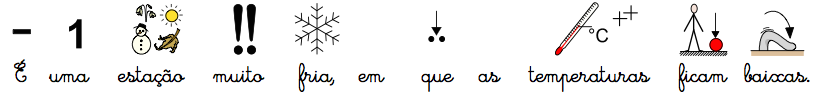 É uma estação muito fria, em que as temperaturas ficam baixas.